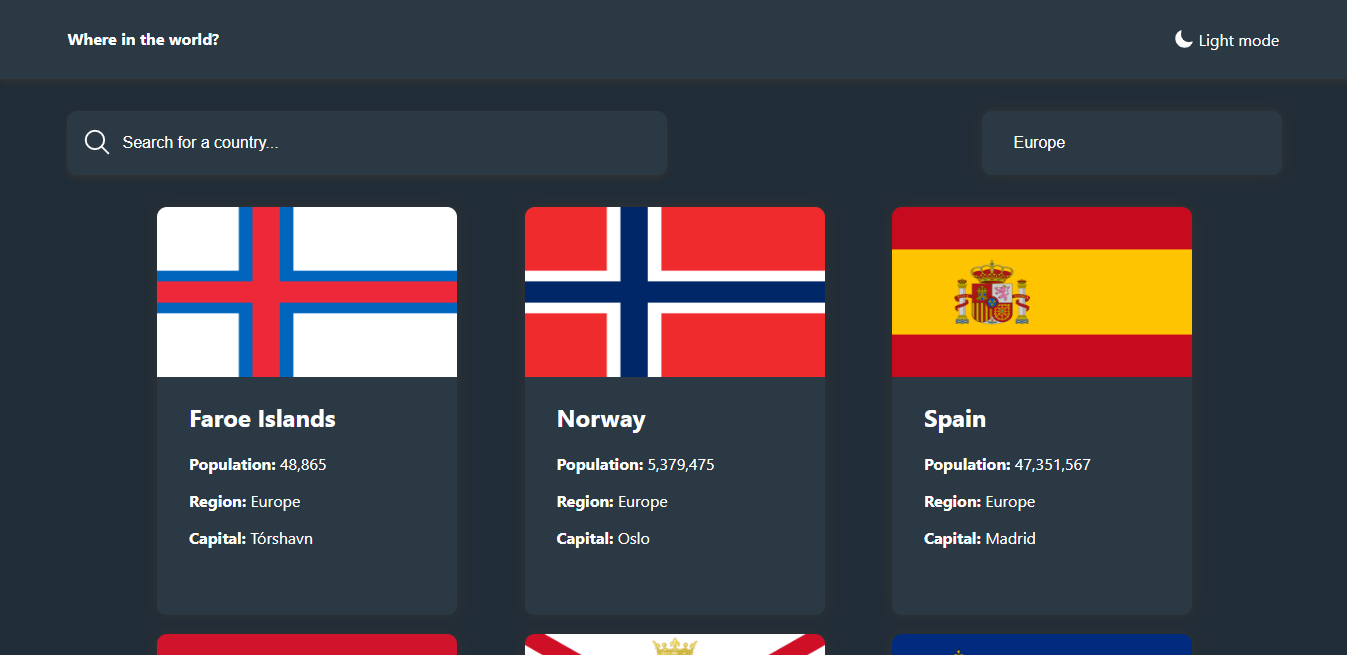 Where in the world?
Light mode
Search for a country...
Europe
Faroe Islands
Population: 48,865
Region: Europe
Capital: Tórshavn
Norway
Population: 5,379,475
Region: Europe
Capital: Oslo
Spain
Population: 47,351,567
Region: Europe
Capital: Madrid